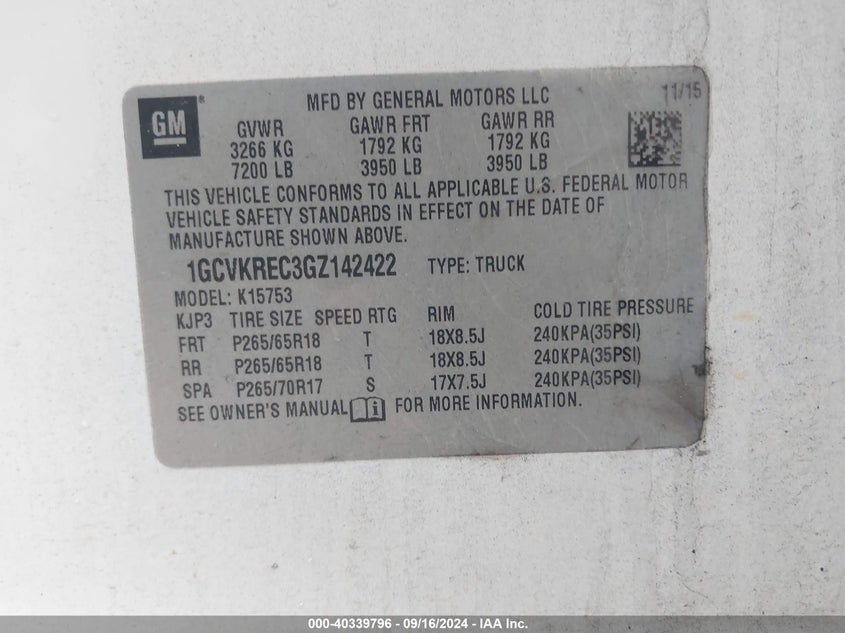 GM
®
MFD BY GENERAL MOTORS LLC
11/15
GVWR GAWR FRT GAWR RR
3266 KG 1792 KG 1792 KG
7200 LB 3950 LB 3950 LB
THIS VEHICLE CONFORMS TO ALL APPLICABLE U.S. FEDERAL MOTOR
VEHICLE SAFETY STANDARDS IN EFFECT ON THE DATE OF
MANUFACTURE SHOWN ABOVE.
1GCVKREC3GZ142422 TYPE: TRUCK
MODEL: K15753
KJP3 TIRE SIZE SPEED RTG RIM COLD TIRE PRESSURE
FRT P265/65R18 T 18X8.5J 240KPA(35PSI)
RR P265/65R18 T 18X8.5J 240KPA(35PSI)
SPA P265/70R17 S 17X7.5J 240KPA(35PSI)
SEE OWNER'S MANUAL FOR MORE INFORMATION.
000-40339796 - 09/16/2024 - IAA Inc.